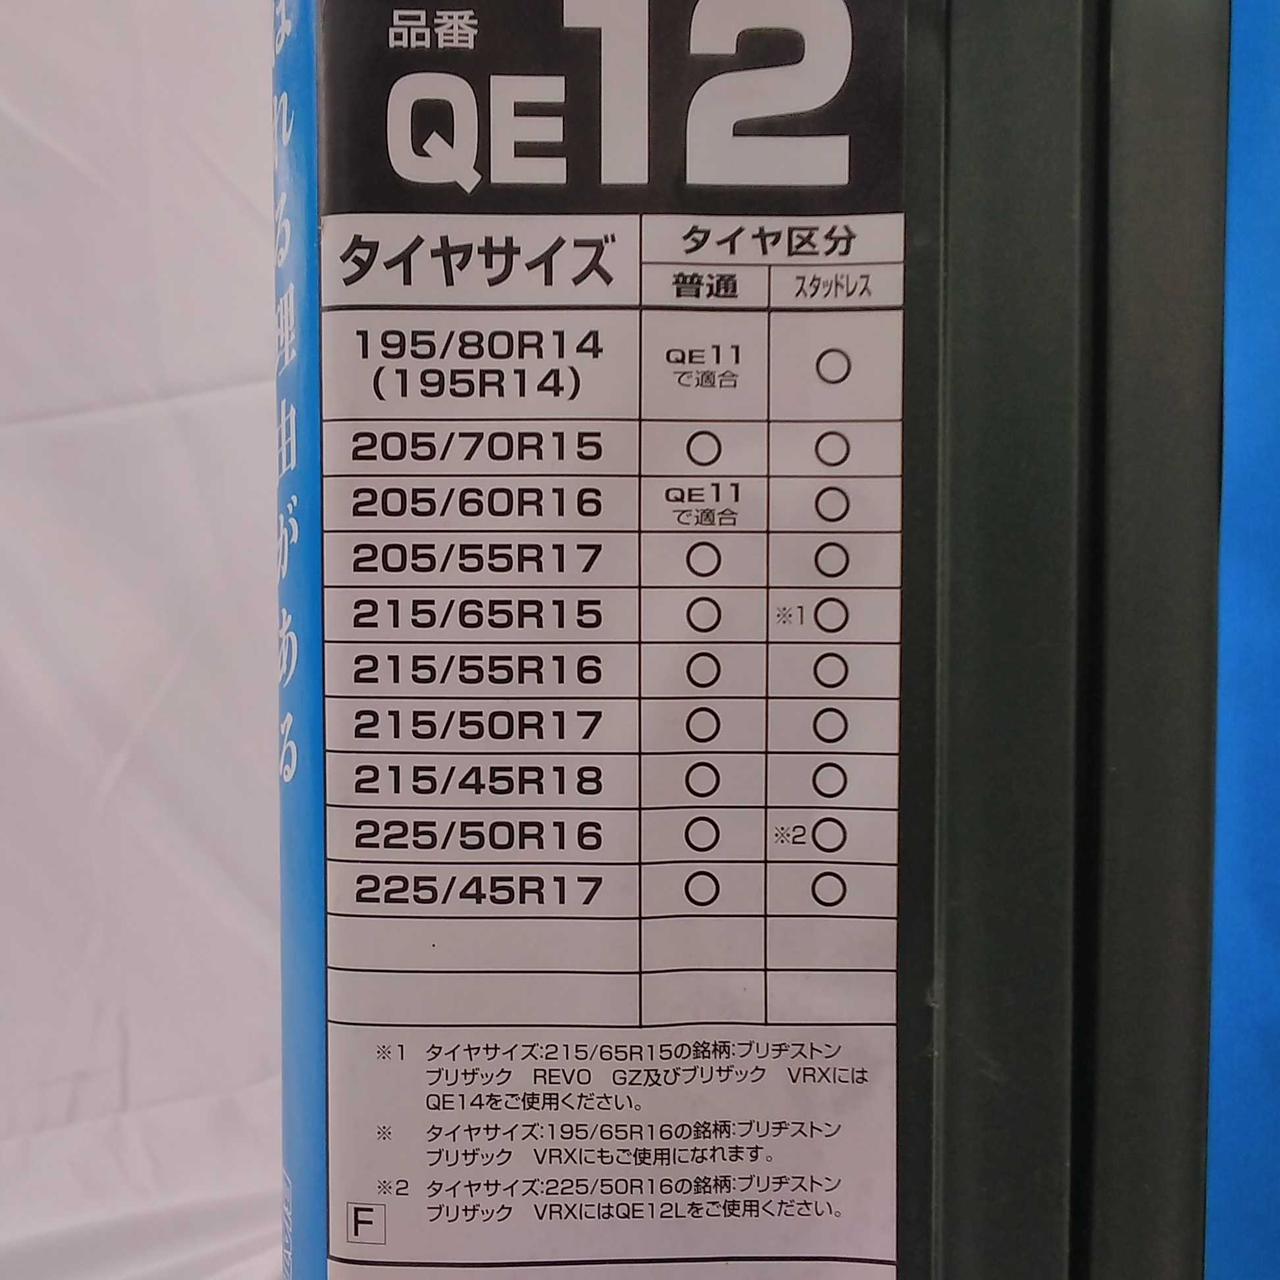 品番
QE12
タイヤサイズ
タイヤ区分
普通 スタッドレス
195/80R14
(195R14)
QE11
で適合
○
205/70R15 ○ ○
205/60R16
QE11
で適合
○
205/55R17 ○ ○
215/65R15 ○ ※1○
215/55R16 ○ ○
215/50R17 ○ ○
215/45R18 ○ ○
225/50R16 ○ ※2○
225/45R17 ○ ○
※1 タイヤサイズ:215/65R15の銘柄:ブリヂストン
ブリザック REVO GZ及びブリザック VRXには
QE14をご使用ください。
※ タイヤサイズ:195/65R16の銘柄:ブリヂストン
ブリザック VRXにもご使用になれます。
※2 タイヤサイズ:225/50R16の銘柄:ブリヂストン
ブリザック VRXにはQE12Lをご使用ください。
F
ばれる理由がある